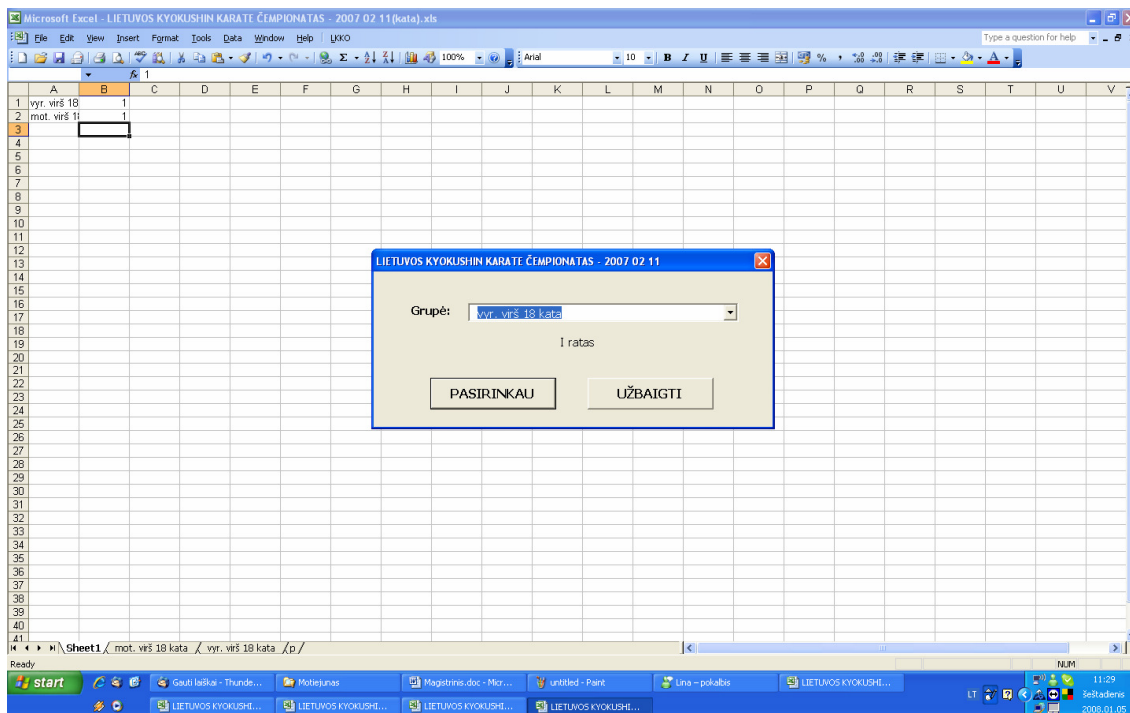 Microsoft Excel - LIETUVOS KYOKUSHIN KARATE ČEMPIONATAS - 2007 02 11(kata).xls
File Edit View Insert Format Tools Data Window Help LKKO Type a question for help
100% Arial 10 B I U
fx 1
A B C D E F G H I J K L M N O P Q R S T U V
1 vyr. virš 18 1
2 mot. virš 18 1
3
4
5
6
7
8
9
10
11
12
13
14
15
16
17
18
19
20
21
22
23
24
25
26
27
28
29
30
31
32
33
34
35
36
37
38
39
40
41
LIETUVOS KYOKUSHIN KARATE ČEMPIONATAS - 2007 02 11
Grupė: vyr. virš 18 kata
I ratas
PASIRINKAU UŽBAIGTI
Sheet1 / mot. virš 18 kata / vyr. virš 18 kata / p /
Ready NUM
start Gauti laiškai - Thunde... Motiejunas Magistrinis.doc - Micr... untitled - Paint Lina – pokalbis LIETUVOS KYOKUSHI... 11:29
LT šeštadienis
LIETUVOS KYOKUSHI... LIETUVOS KYOKUSHI... LIETUVOS KYOKUSHI... LIETUVOS KYOKUSHI... 2008.01.05